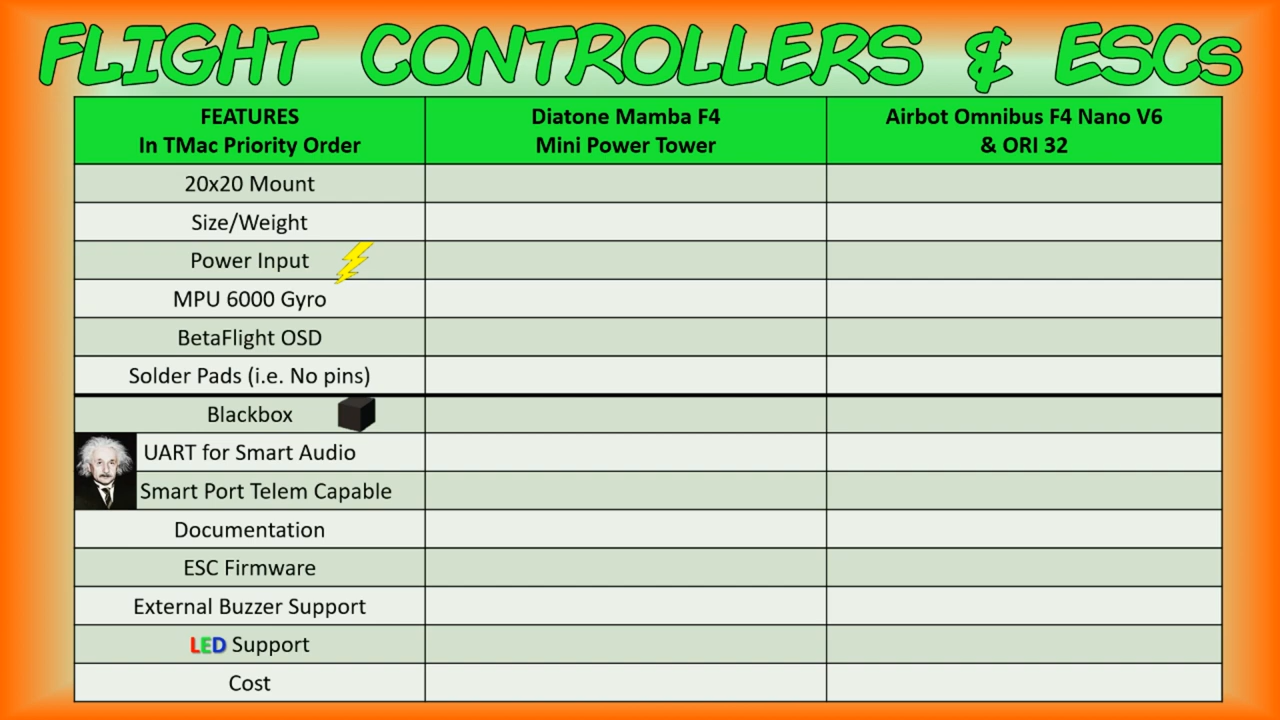 FLIGHT CONTROLLERS & ESCs
FEATURES
In TMac Priority Order
Diatone Mamba F4
Mini Power Tower
Airbot Omnibus F4 Nano V6
& ORI 32
20x20 Mount
Size/Weight
Power Input
MPU 6000 Gyro
BetaFlight OSD
Solder Pads (i.e. No pins)
Blackbox
UART for Smart Audio
Smart Port Telem Capable
Documentation
ESC Firmware
External Buzzer Support
LED Support
Cost